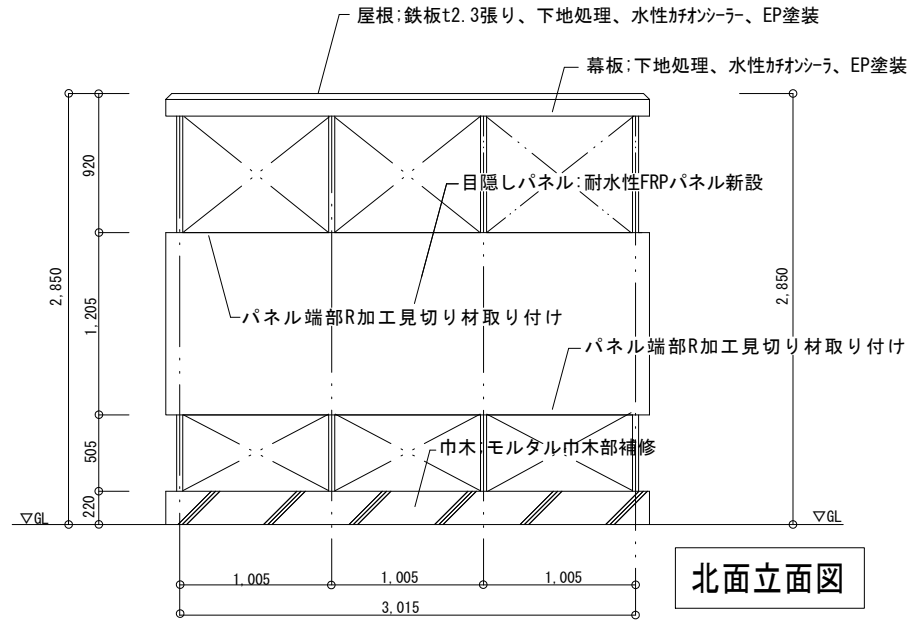 屋根;鉄板t2.3張り、下地処理、水性ｶﾁｵﾝｼｰﾗｰ、EP塗装
幕板;下地処理、水性ｶﾁｵﾝｼｰﾗ、EP塗装
920
目隠しパネル:耐水性FRPパネル新設
2,850
2,850
1,205
パネル端部R加工見切り材取り付け
パネル端部R加工見切り材取り付け
505
巾木;モルタル巾木部補修
220
▽GL
▽GL
1,005
1,005
1,005
北面立面図
3,015